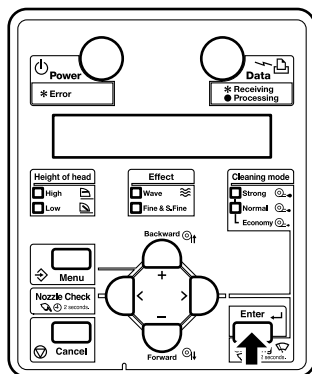 Power
Data
* Error
* Receiving
● Processing
Height of head
Effect
Cleaning mode
High
Wave
Strong
Low
Fine & S.Fine
Normal
Economy
Backward
Menu
+
< >
−
Nozzle Check
2 seconds.
Enter
Cancel
Forward
2 seconds.